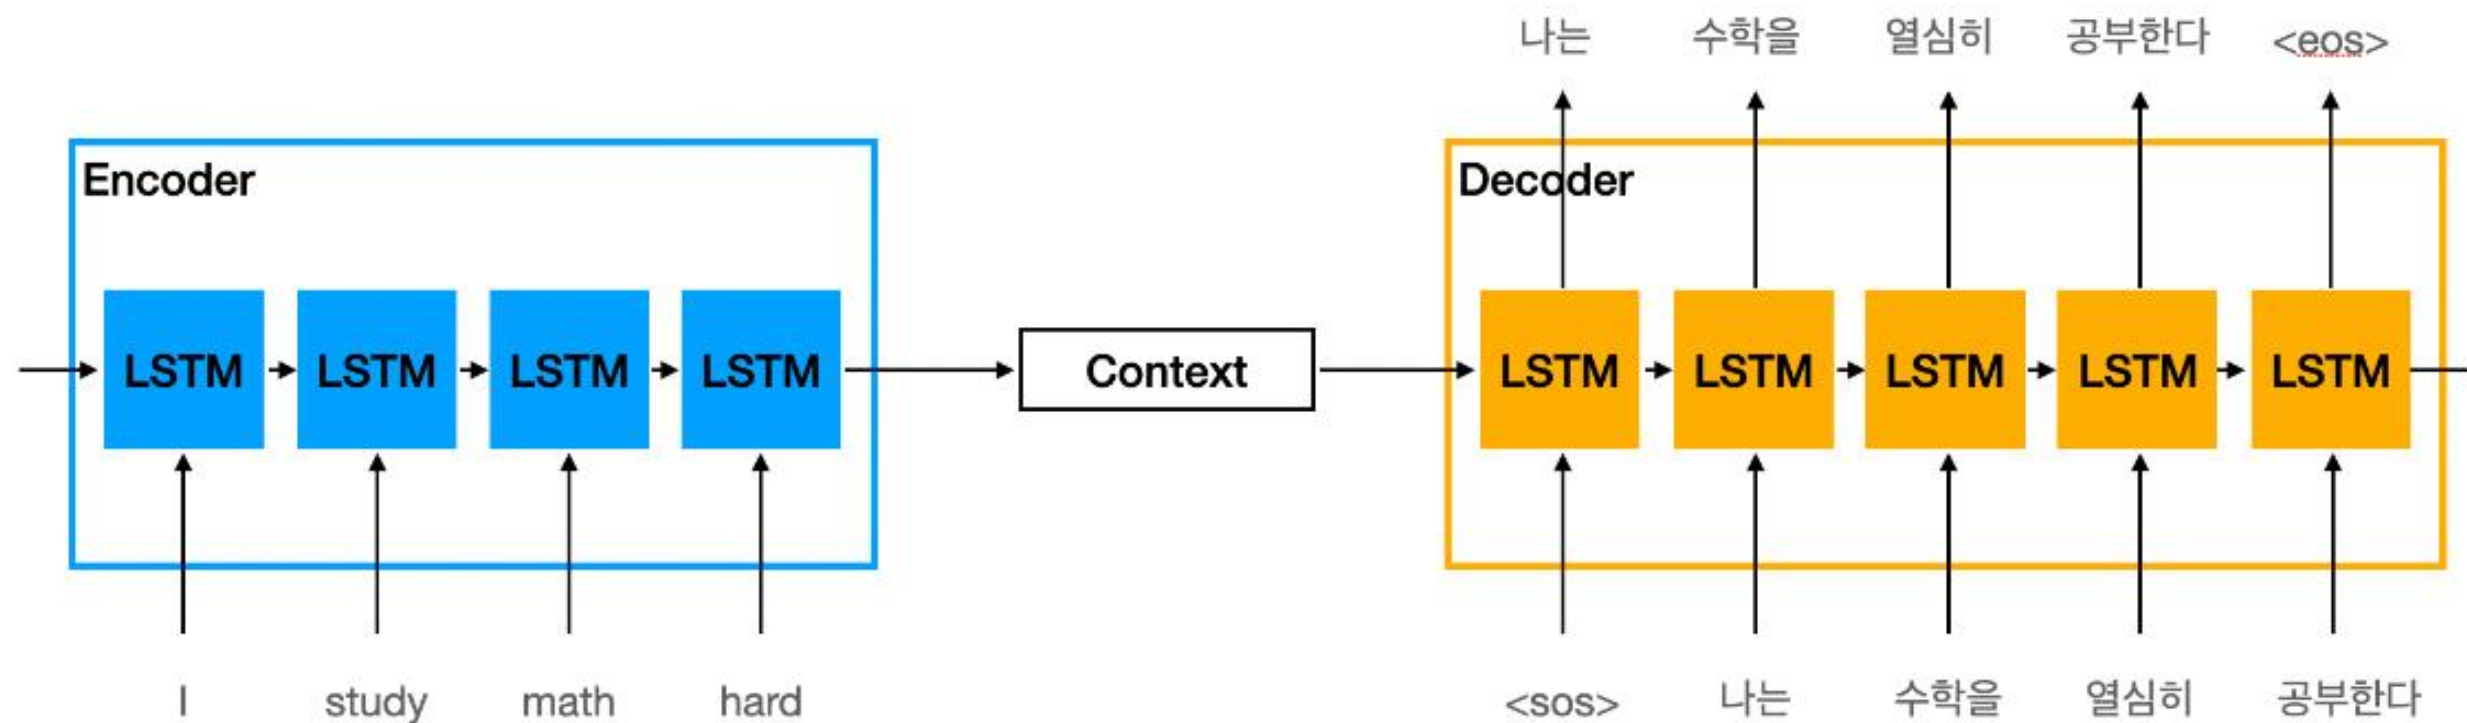 나는 수학을 열심히 공부한다 <eos>
Encoder
Decoder
LSTM LSTM LSTM LSTM
Context
LSTM LSTM LSTM LSTM LSTM
I study math hard
<sos> 나는 수학을 열심히 공부한다